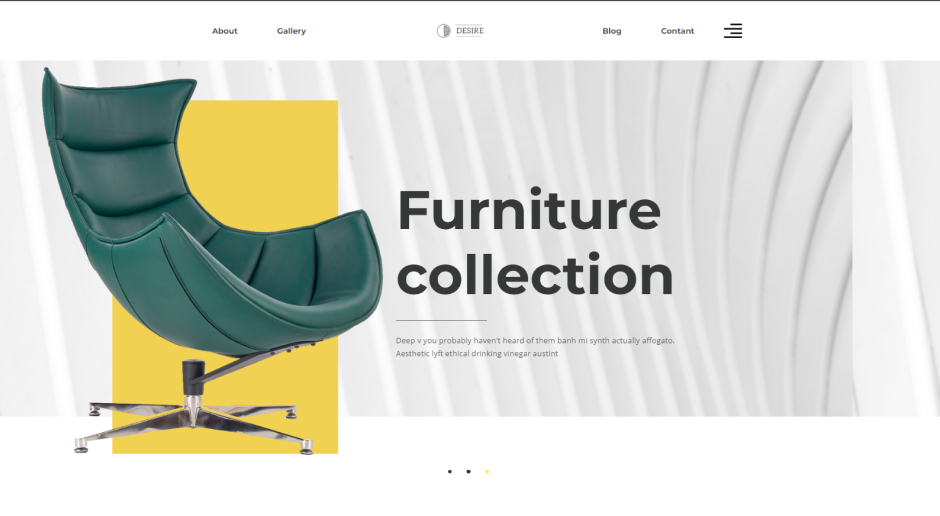 About
Gallery
DESIRE
Blog
Contant
Furniture
collection
Deep v you probably haven't heard of them banh mi synth actually affogato.
Aesthetic lyft ethical drinking vinegar austint